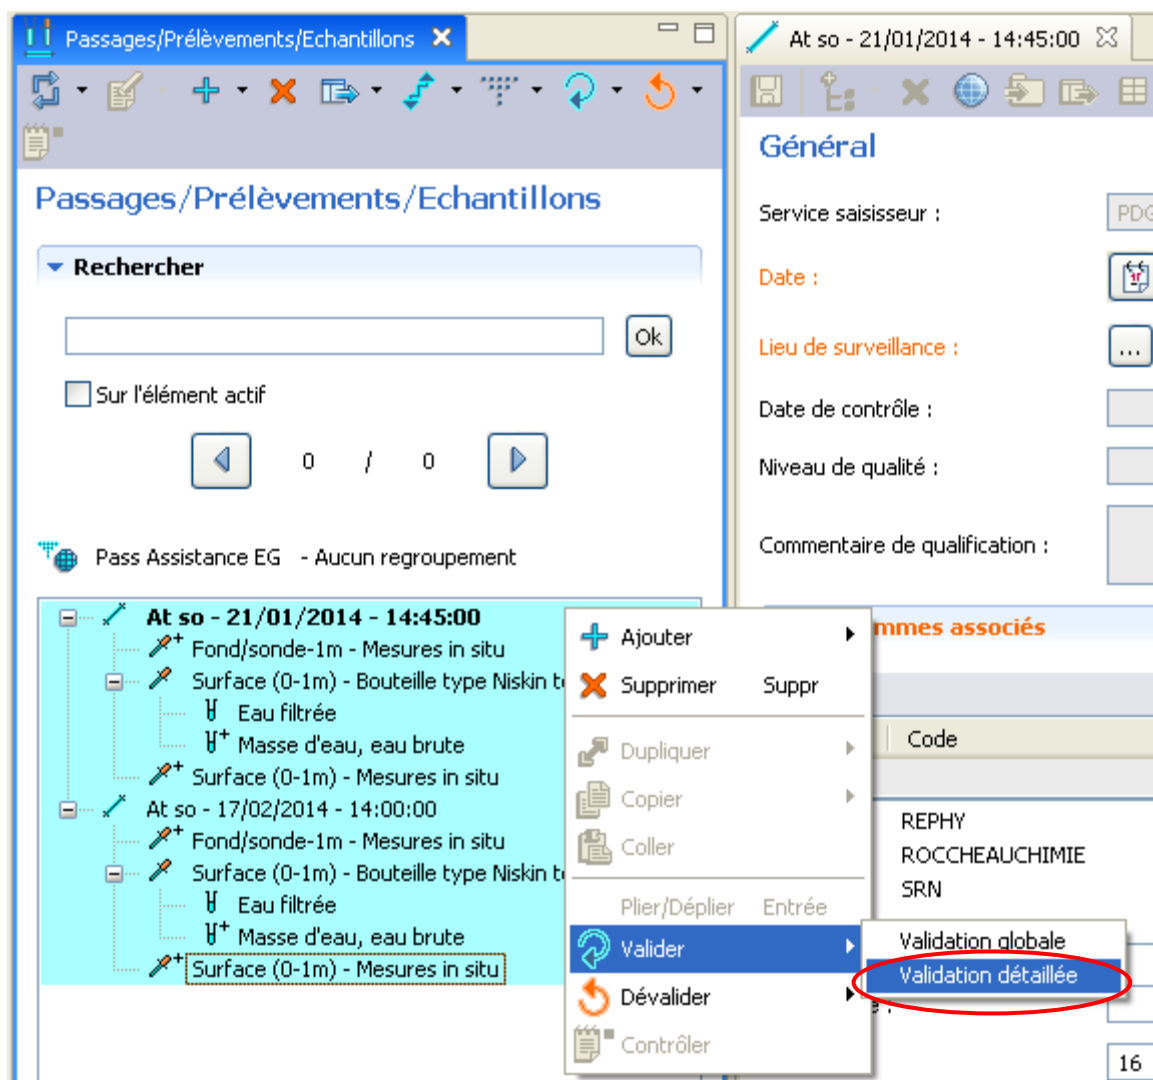 Passages/Prélèvements/Echantillons
At so - 21/01/2014 - 14:45:00
Passages/Prélèvements/Echantillons
Rechercher
Ok
Sur l'élément actif
0 / 0
Pass Assistance EG - Aucun regroupement
At so - 21/01/2014 - 14:45:00
Fond/sonde-1m - Mesures in situ
Surface (0-1m) - Bouteille type Niskin
Eau filtrée
Masse d'eau, eau brute
Surface (0-1m) - Mesures in situ
At so - 17/02/2014 - 14:00:00
Fond/sonde-1m - Mesures in situ
Surface (0-1m) - Bouteille type Niskin
Eau filtrée
Masse d'eau, eau brute
Surface (0-1m) - Mesures in situ
Ajouter
Supprimer Suppr
Dupliquer
Copier
Coller
Plier/Déplier Entrée
Valider
Dévalider
Contrôler
Validation globale
Validation détaillée
Général
Service saisisseur :
PDG
Date :
Lieu de surveillance :
...
Date de contrôle :
Niveau de qualité :
Commentaire de qualification :
mmes associés
Code
REPHY
ROCCHEAUCHIMIE
SRN
16